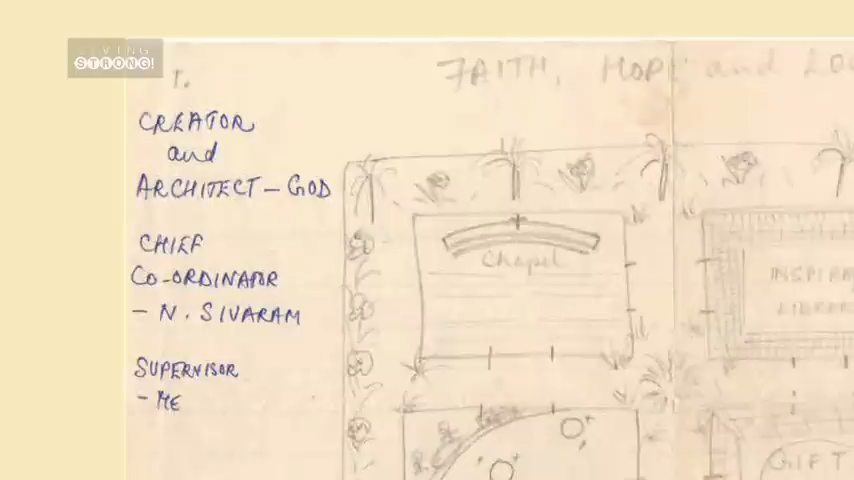 LIVING
STRONG!
1.
FAITH, HOPE and LO
CREATOR
and
ARCHITECT - GOD
CHIEF
CO-ORDINATOR
- N. SIVARAM
SUPERVISOR
- ME
Chapel
INSPIRA
LIBRAR
GIFT